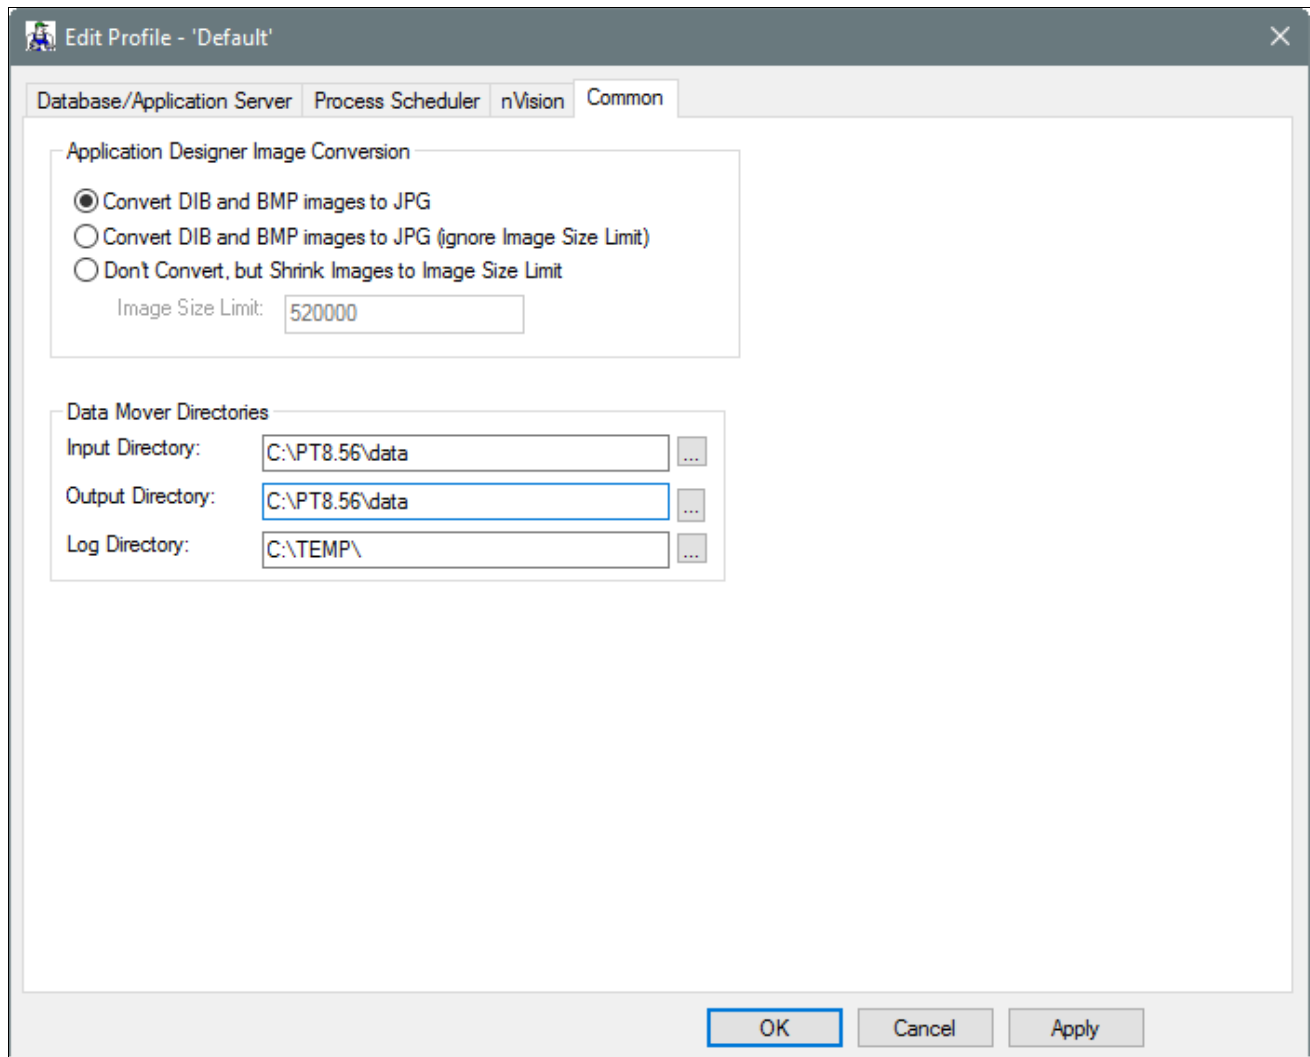 Edit Profile - 'Default'
Database/Application Server Process Scheduler nVision Common
Application Designer Image Conversion
Convert DIB and BMP images to JPG
Convert DIB and BMP images to JPG (ignore Image Size Limit)
Don't Convert, but Shrink Images to Image Size Limit
Image Size Limit: 520000
Data Mover Directories
Input Directory: C:\PT8.56\data ...
Output Directory: C:\PT8.56\data ...
Log Directory: C:\TEMP\ ...
OK Cancel Apply